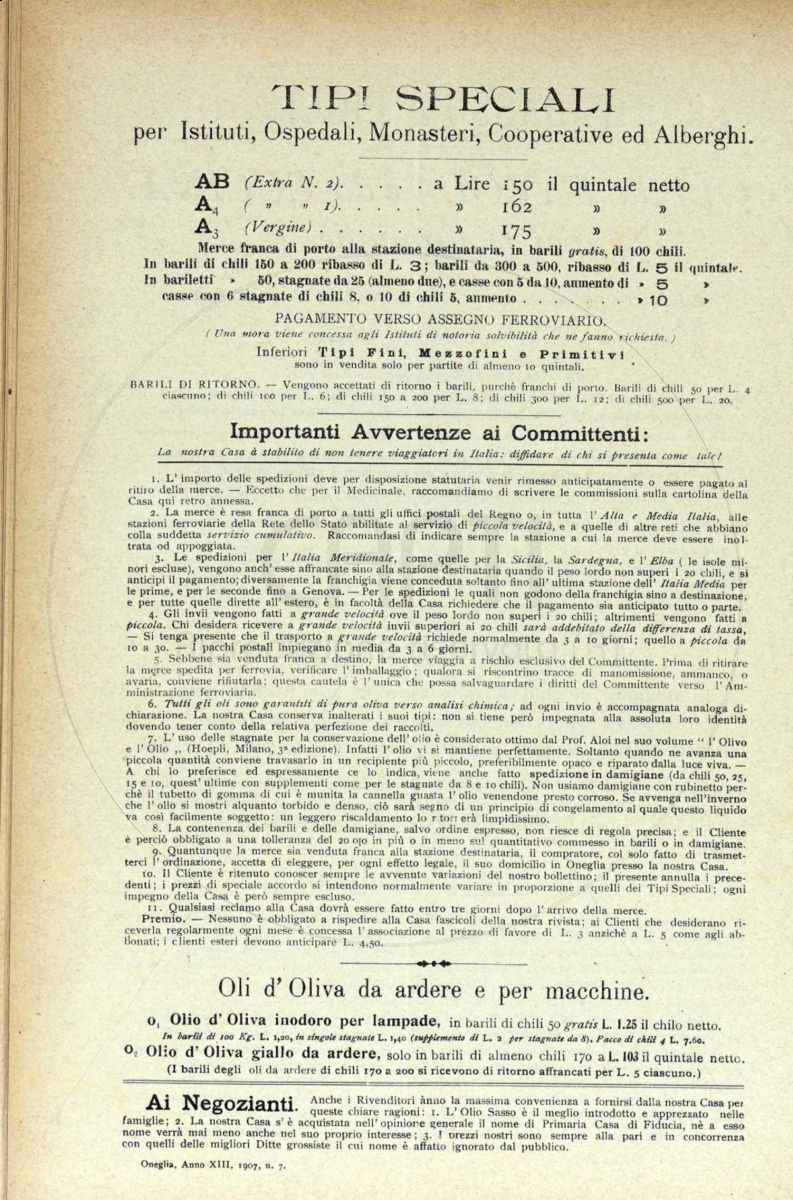 TIPI SPECIALI
per Istituti, Ospedali, Monasteri, Cooperative ed Alberghi.
AB (Extra N. 2). . . . . a Lire 150 il quintale netto
A4 ( „ „ 1). . . . . » 162 » »
A3 (Vergine) . . . . . . » 175 » »
Merce franca di porto alla stazione destinataria, in barili gratis, di 100 chili.
In barili di chili 150 a 200 ribasso di L. 3; barili da 300 a 500, ribasso di L. 5 il quintale.
In bariletti » 50, stagnate da 25 (almeno due), e casse con 5 da 10, aumento di » 5 »
casse con 6 stagnate di chili 8, o 10 di chili 5, aumento . . . . . . . » 10 »
PAGAMENTO VERSO ASSEGNO FERROVIARIO.
( Una mora viene concessa agli Istituti di notoria solvibilità che ne fanno richiesta. )
Inferiori Tipi Fini, Mezzofini e Primitivi
sono in vendita solo per partite di almeno 10 quintali.
BARILI DI RITORNO. — Vengono accettati di ritorno i barili, purchè franchi di porto. Barili di chili 50 per L. 4
ciascuno; di chili 100 per L. 6; di chili 150 a 200 per L. 8; di chili 300 per L. 12; di chili 500 per L. 20.
Importanti Avvertenze ai Committenti:
La nostra Casa à stabilito di non tenere viaggiatori in Italia: diffidare di chi si presenta come tale!
1. L' importo delle spedizioni deve per disposizione statutaria venir rimesso anticipatamente o essere pagato al
ritiro della merce. — Eccetto che per il Medicinale, raccomandiamo di scrivere le commissioni sulla cartolina della
Casa qui retro annessa.
2. La merce è resa franca di porto a tutti gli uffici postali del Regno o, in tutta l' Alta e Media Italia, alle
stazioni ferroviarie della Rete dello Stato abilitate al servizio di piccola velocità, e a quelle di altre reti che abbiano
colla suddetta servizio cumulativo. Raccomandasi di indicare sempre la stazione a cui la merce deve essere inol-
trata od appoggiata.
3. Le spedizioni per l' Italia Meridionale, come quelle per la Sicilia, la Sardegna, e l' Elba ( le isole mi-
nori escluse), vengono anch' esse affrancate sino alla stazione destinataria quando il peso lordo non superi i 20 chili, e si
anticipi il pagamento; diversamente la franchigia viene conceduta soltanto fino all' ultima stazione dell' Italia Media per
le prime, e per le seconde fino a Genova. — Per le spedizioni le quali non godono della franchigia sino a destinazione,
e per tutte quelle dirette all' estero, è in facoltà della Casa richiedere che il pagamento sia anticipato tutto o parte.
4. Gli invii vengono fatti a grande velocità ove il peso lordo non superi i 20 chili; altrimenti vengono fatti a
piccola. Chi desidera ricevere a grande velocità invii superiori ai 20 chili sarà addebitato della differenza di tassa,
— Si tenga presente che il trasporto a grande velocità richiede normalmente da 3 a 10 giorni; quello a piccola da
10 a 30. — I pacchi postali impiegano in media da 3 a 6 giorni.
5. Sebbene sia venduta franca a destino, la merce viaggia a rischio esclusivo del Committente. Prima di ritirare
la merce spedita per ferrovia, verificare l' imballaggio; qualora si riscontrino tracce di manomissione, ammanco, o
avaria, conviene rifiutarla; questa cautela è l' unica che possa salvaguardare i diritti del Committente verso l' Am-
ministrazione ferroviaria.
6. Tutti gli oli sono garantiti di pura oliva verso analisi chimica; ad ogni invio è accompagnata analoga di-
chiarazione. La nostra Casa conserva inalterati i suoi tipi: non si tiene però impegnata alla assoluta loro identità
dovendo tener conto della relativa perfezione dei raccolti.
7. L' uso delle stagnate per la conservazione dell' olio è considerato ottimo dal Prof. Aloi nel suo volume “ l' Olivo
e l' Olio ,, (Hoepli, Milano, 3ª edizione). Infatti l' olio vi si mantiene perfettamente. Soltanto quando ne avanza una
piccola quantità conviene travasarlo in un recipiente più piccolo, preferibilmente opaco e riparato dalla luce viva. —
A chi lo preferisce ed espressamente ce lo indica, viene anche fatto spedizione in damigiane (da chili 50, 25,
15 e 10, quest' ultime con supplementi come per le stagnate da 8 e 10 chili). Non usiamo damigiane con rubinetto per-
chè il tubetto di gomma di cui è munita la cannella guasta l' olio venendone presto corroso. Se avvenga nell'inverno
che l' olio si mostri alquanto torbido e denso, ciò sarà segno di un principio di congelamento al quale questo liquido
va così facilmente soggetto: un leggero riscaldamento lo ritornerà limpidissimo.
8. La contenenza dei barili e delle damigiane, salvo ordine espresso, non riesce di regola precisa; e il Cliente
è perciò obbligato a una tolleranza del 20 o|o in più o in meno sul quantitativo commesso in barili o in damigiane.
9. Quantunque la merce sia venduta franca alla stazione destinataria, il compratore, col solo fatto di trasmet-
terci l' ordinazione, accetta di eleggere, per ogni effetto legale, il suo domicilio in Oneglia presso la nostra Casa.
10. Il Cliente è ritenuto conoscer sempre le avvenute variazioni del nostro bollettino; il presente annulla i prece-
denti; i prezzi di speciale accordo si intendono normalmente variare in proporzione a quelli dei Tipi Speciali; ogni
impegno della Casa è però sempre escluso.
11. Qualsiasi reclamo alla Casa dovrà essere fatto entro tre giorni dopo l' arrivo della merce.
Premio. — Nessuno è obbligato a rispedire alla Casa fascicoli della nostra rivista; ai Clienti che desiderano ri-
ceverla regolarmente ogni mese è concessa l' associazione al prezzo di favore di L. 3 anzichè a L. 5 come agli ab-
bonati; i clienti esteri devono anticipare L. 4,50.
Oli d' Oliva da ardere e per macchine.
O1 Olio d' Oliva inodoro per lampade, in barili di chili 50 gratis L. 1.25 il chilo netto.
In barili di 100 Kg. L. 1,20, in singole stagnate L. 1,40 (supplemento di L. 2 per stagnate da 8). Pacco di chili 4 L. 7.60.
O2 Olio d' Oliva giallo da ardere, solo in barili di almeno chili 170 a L. 103 il quintale netto.
(I barili degli oli da ardere di chili 170 a 200 si ricevono di ritorno affrancati per L. 5 ciascuno.)
Ai Negozianti. Anche i Rivenditori ànno la massima convenienza a fornirsi dalla nostra Casa per
queste chiare ragioni: 1. L' Olio Sasso è il meglio introdotto e apprezzato nelle
famiglie; 2. La nostra Casa s' è acquistata nell' opinione generale il nome di Primaria Casa di Fiducia, nè a esso
nome verrà mai meno anche nel suo proprio interesse; 3. I prezzi nostri sono sempre alla pari e in concorrenza
con quelli delle migliori Ditte grossiste il cui nome è affatto ignorato dal pubblico.
Oneglia, Anno XIII, 1907, n. 7.